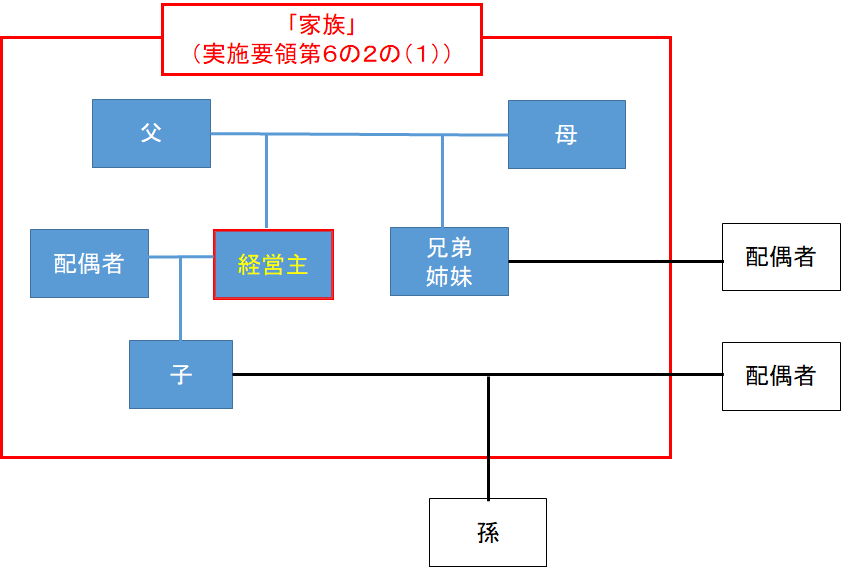 「家族」
（実施要領第６の２の（１））
父
母
配偶者
経営主
兄弟
姉妹
配偶者
子
配偶者
孫